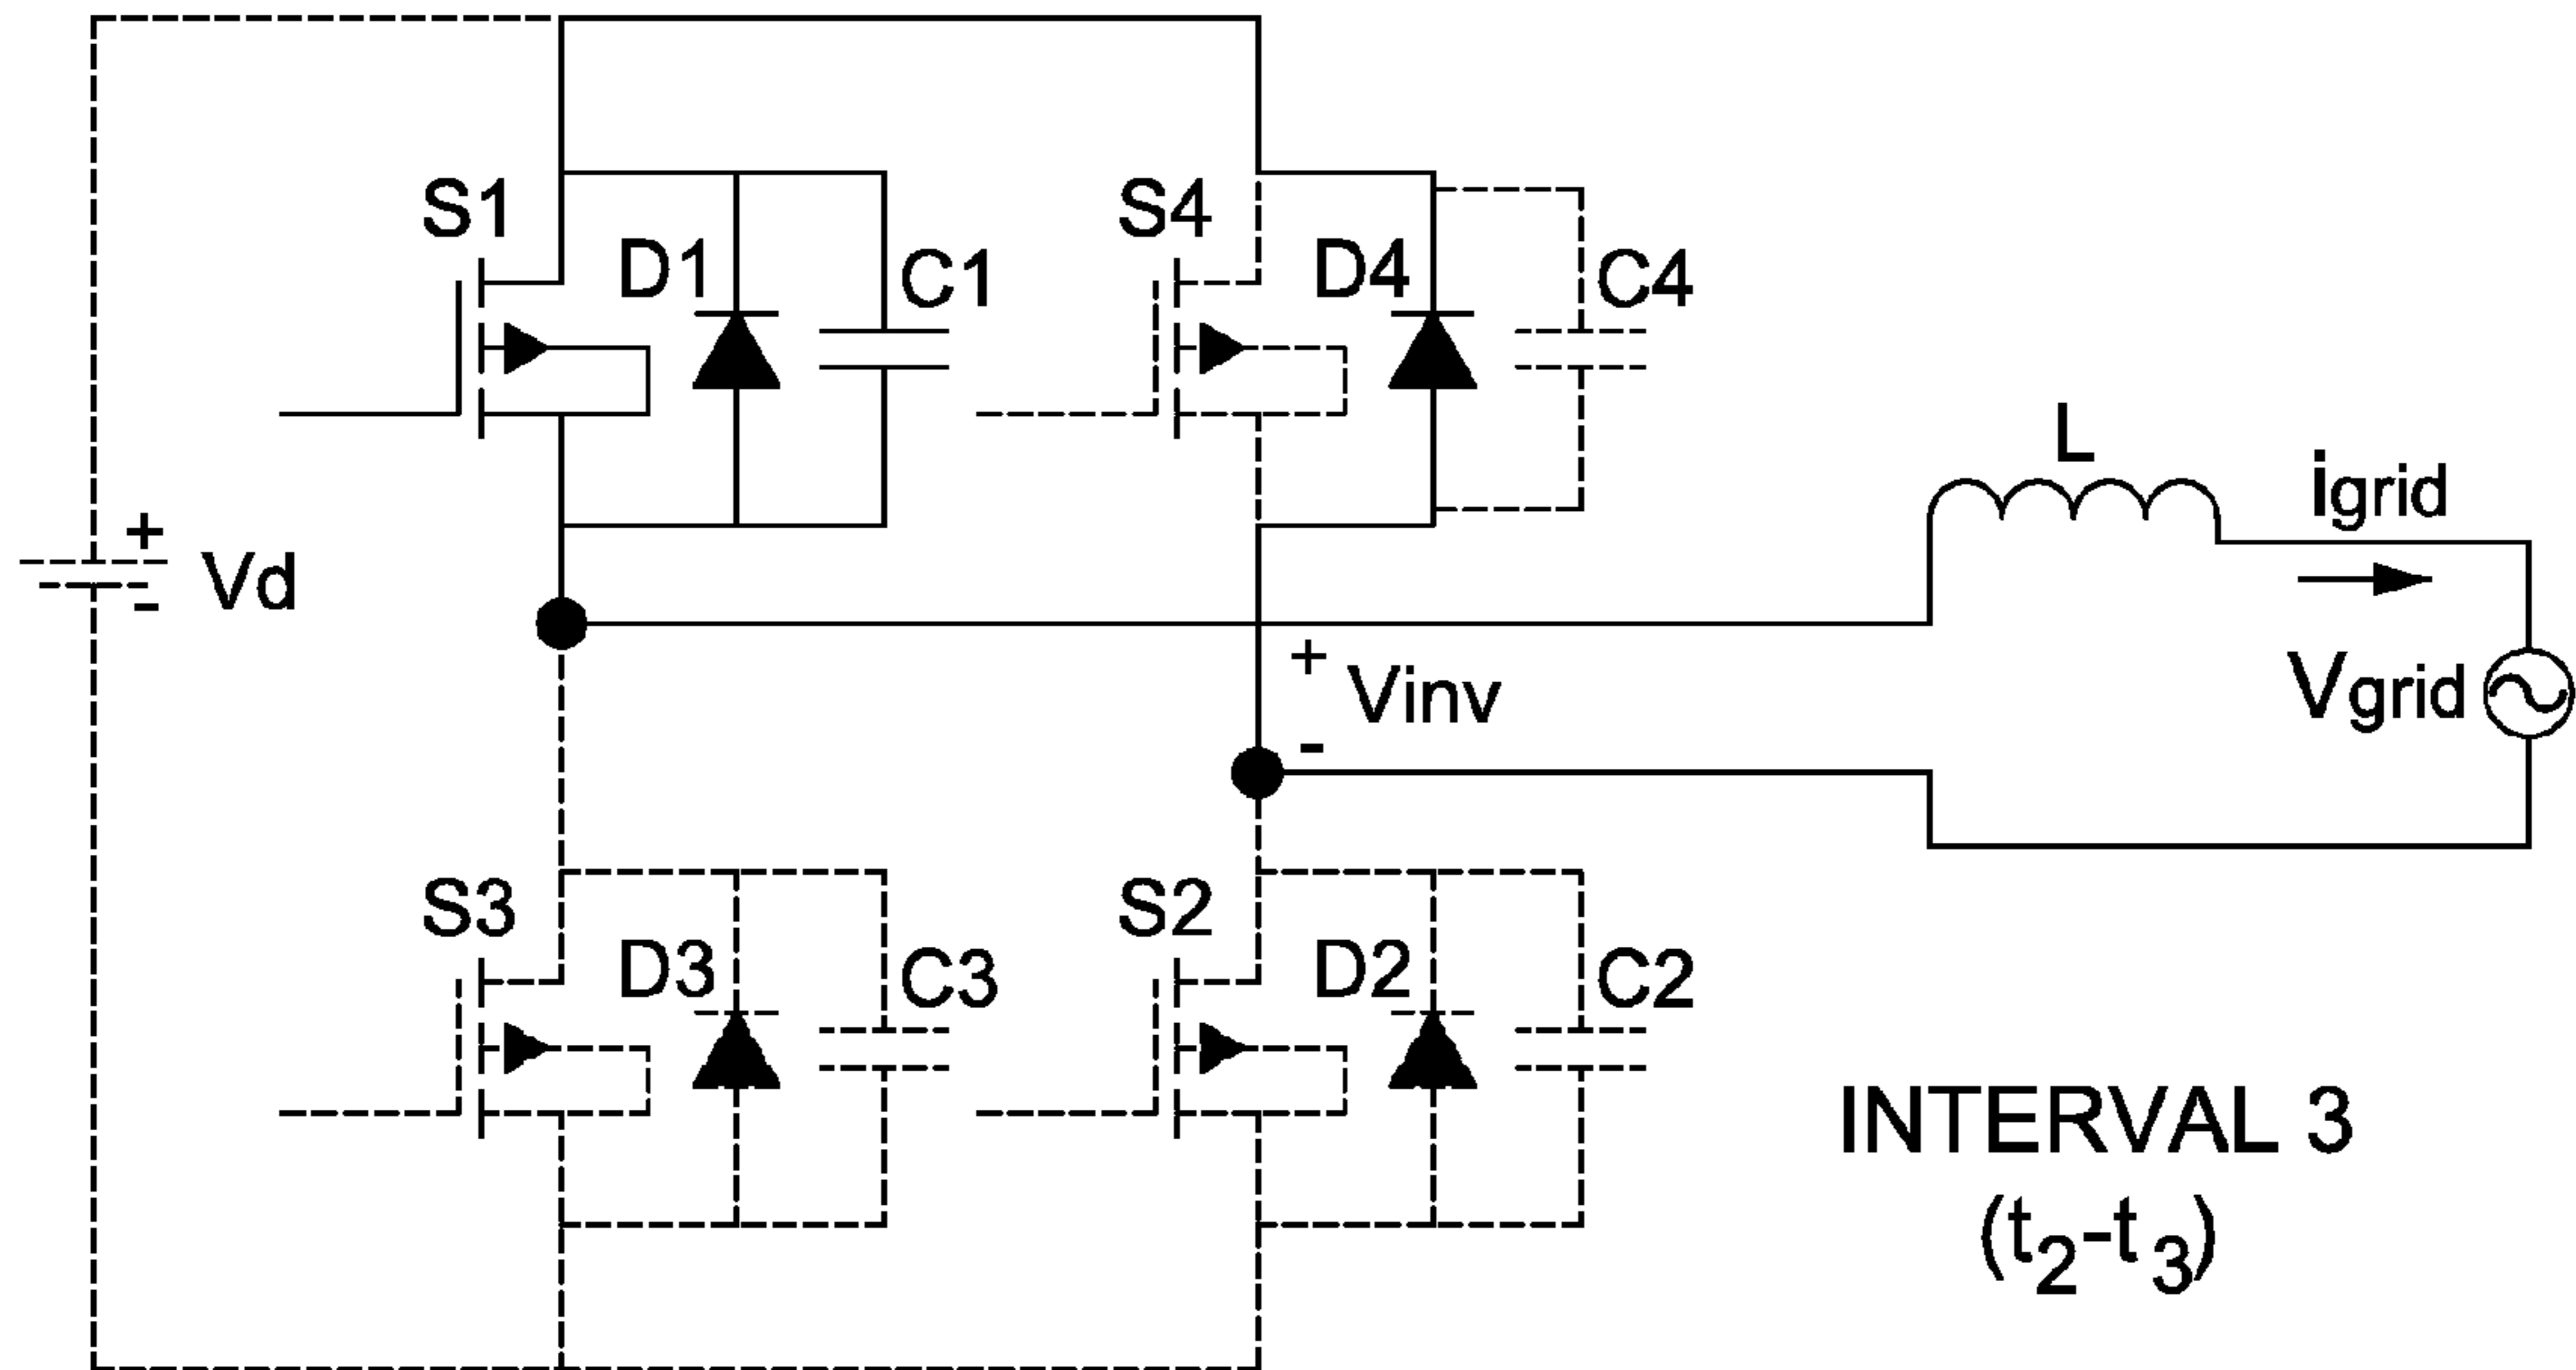 S1
D1
C1
S4
D4
C4
L
igrid
+
Vd
-
+
Vinv
-
Vgrid
S3
D3
C3
S2
D2
C2
INTERVAL 3
(t2-t3)